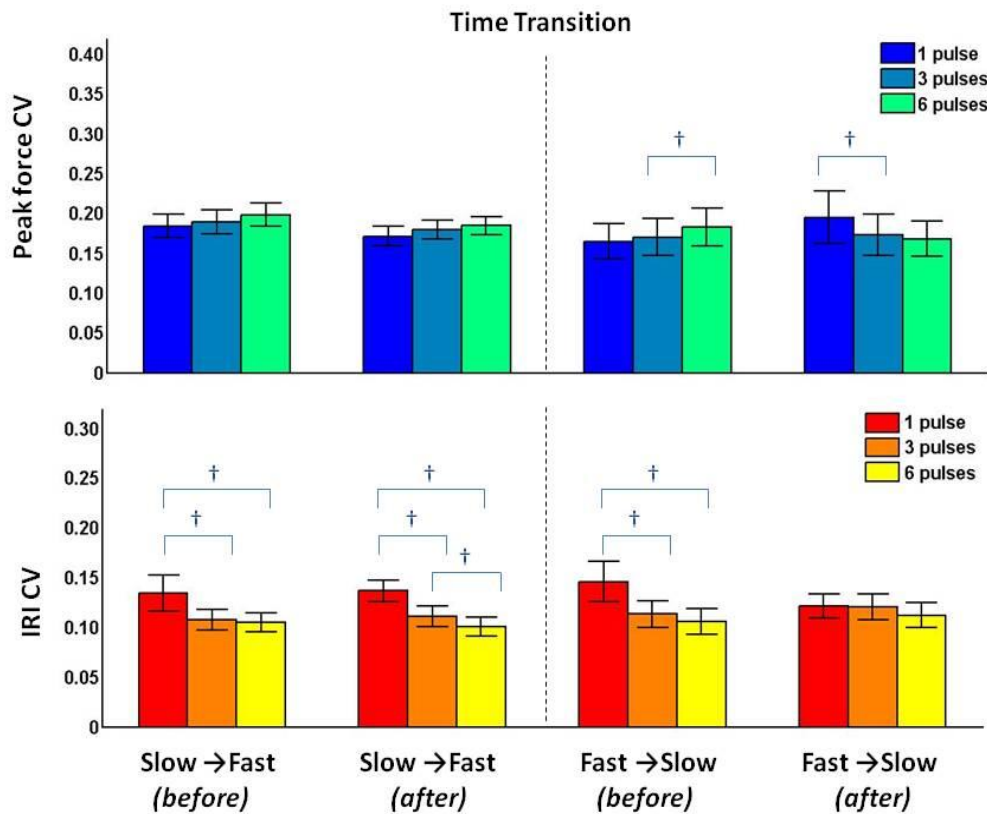 Time Transition
Peak force CV
0.40
0.35
0.30
0.25
0.20
0.15
0.10
0.05
0
1 pulse
3 pulses
6 pulses
†
†
IRI CV
0.30
0.25
0.20
0.15
0.10
0.05
0
1 pulse
3 pulses
6 pulses
† † †
† † †
†
Slow →Fast Slow →Fast Fast →Slow Fast →Slow
(before) (after) (before) (after)